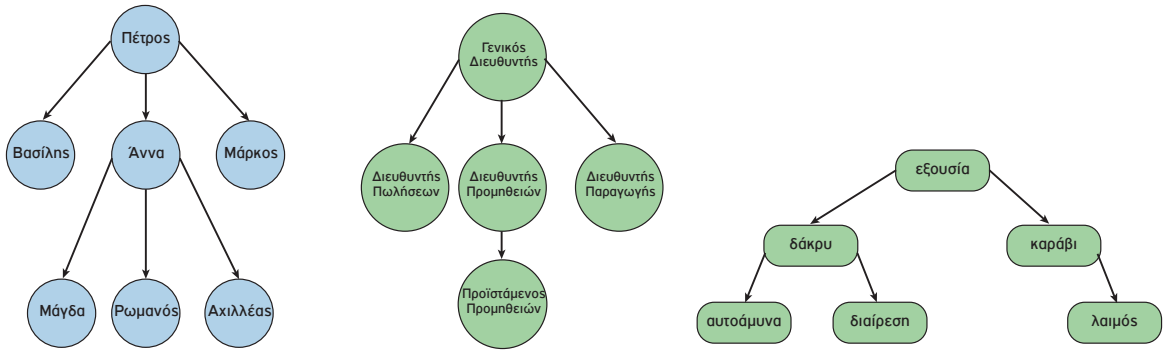 Πέτρος
Βασίλης
Άννα
Μάρκος
Μάγδα
Ρωμανός
Αχιλλέας
Γενικός
Διευθυντής
Διευθυντής
Πωλήσεων
Διευθυντής
Προμηθειών
Διευθυντής
Παραγωγής
Προϊστάμενος
Προμηθειών
εξουσία
δάκρυ
καράβι
αυτοάμυνα
διαίρεση
λαιμός